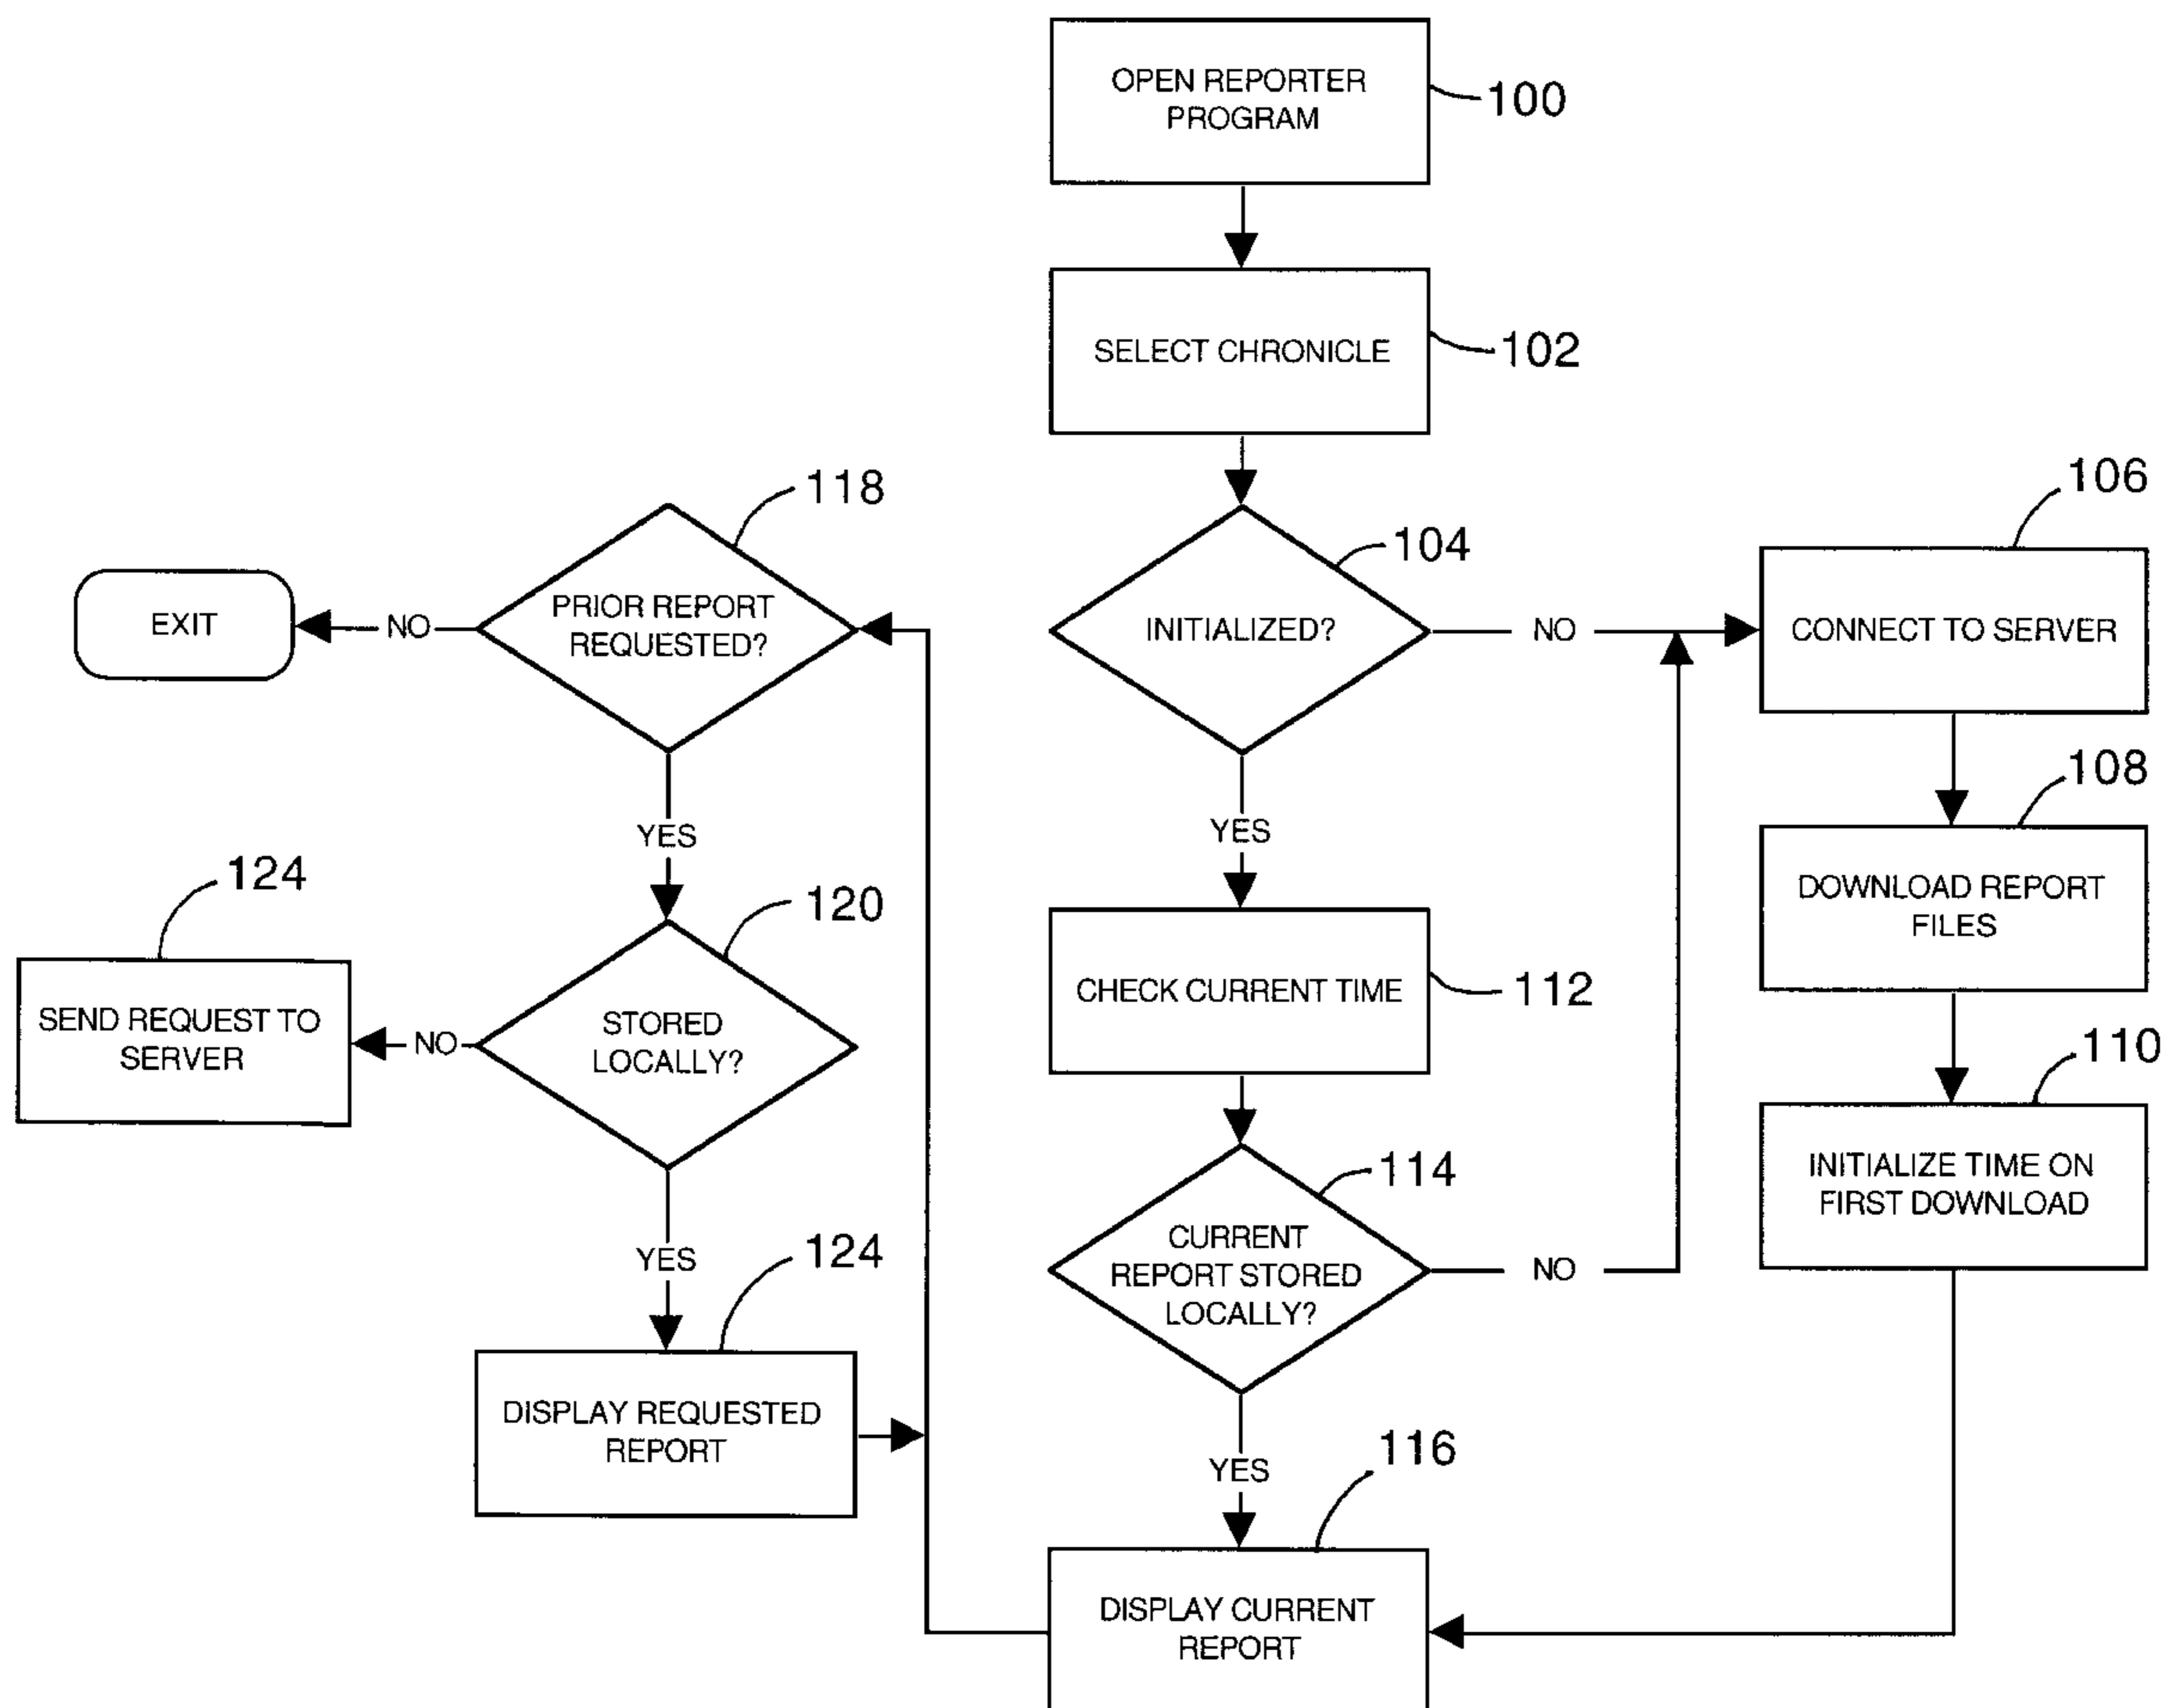 OPEN REPORTER
PROGRAM
100
SELECT CHRONICLE
102
118
104
106
EXIT
NO
PRIOR REPORT
REQUESTED?
INITIALIZED?
NO
CONNECT TO SERVER
YES
YES
108
DOWNLOAD REPORT
FILES
124
120
SEND REQUEST TO
SERVER
NO
STORED
LOCALLY?
CHECK CURRENT TIME
112
110
INITIALIZE TIME ON
FIRST DOWNLOAD
114
CURRENT
REPORT STORED
LOCALLY?
NO
YES
124
DISPLAY REQUESTED
REPORT
YES
116
DISPLAY CURRENT
REPORT